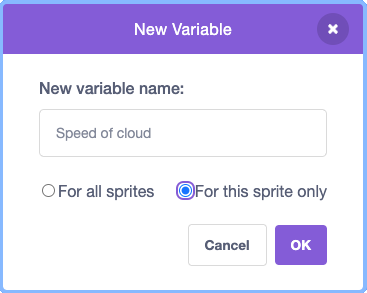 New Variable
New variable name:
Speed of cloud
For all sprites For this sprite only
Cancel OK